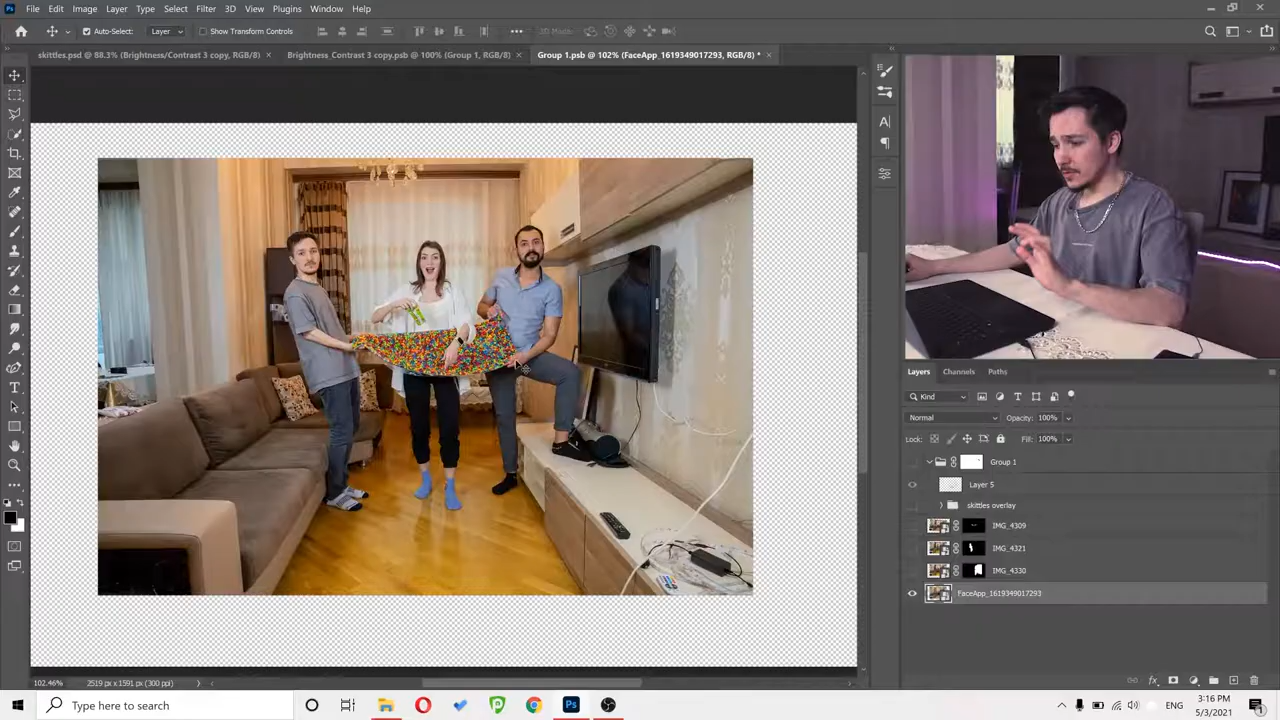 File Edit Image Layer Type Select Filter 3D View Plugins Window Help
Auto-Select: Layer Show Transform Controls 3D Mode:
skittles.psd @ 88.3% (Brightness/Contrast 3 copy, RGB/8) × Brightness_Contrast 3 copy.psb @ 100% (Group 1, RGB/8) × Group 1.psb @ 102% (FaceApp_1619349017293, RGB/8) * ×
Layers Channels Paths
Kind
Normal Opacity: 100%
Lock: Fill: 100%
Group 1
Layer 5
skittles overlay
IMG_4309
IMG_4321
IMG_4330
FaceApp_1619349017293
102.46% 2519 px x 1591 px (300 ppi)
Type here to search
ENG 3:16 PM
5/3/2021